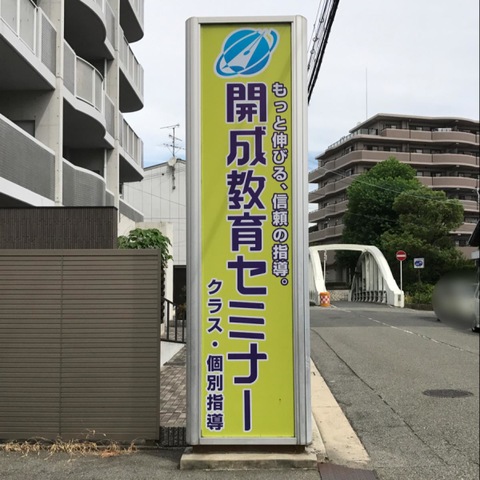 もっと伸びる、信頼の指導。
開成教育セミナー
クラス・個別指導